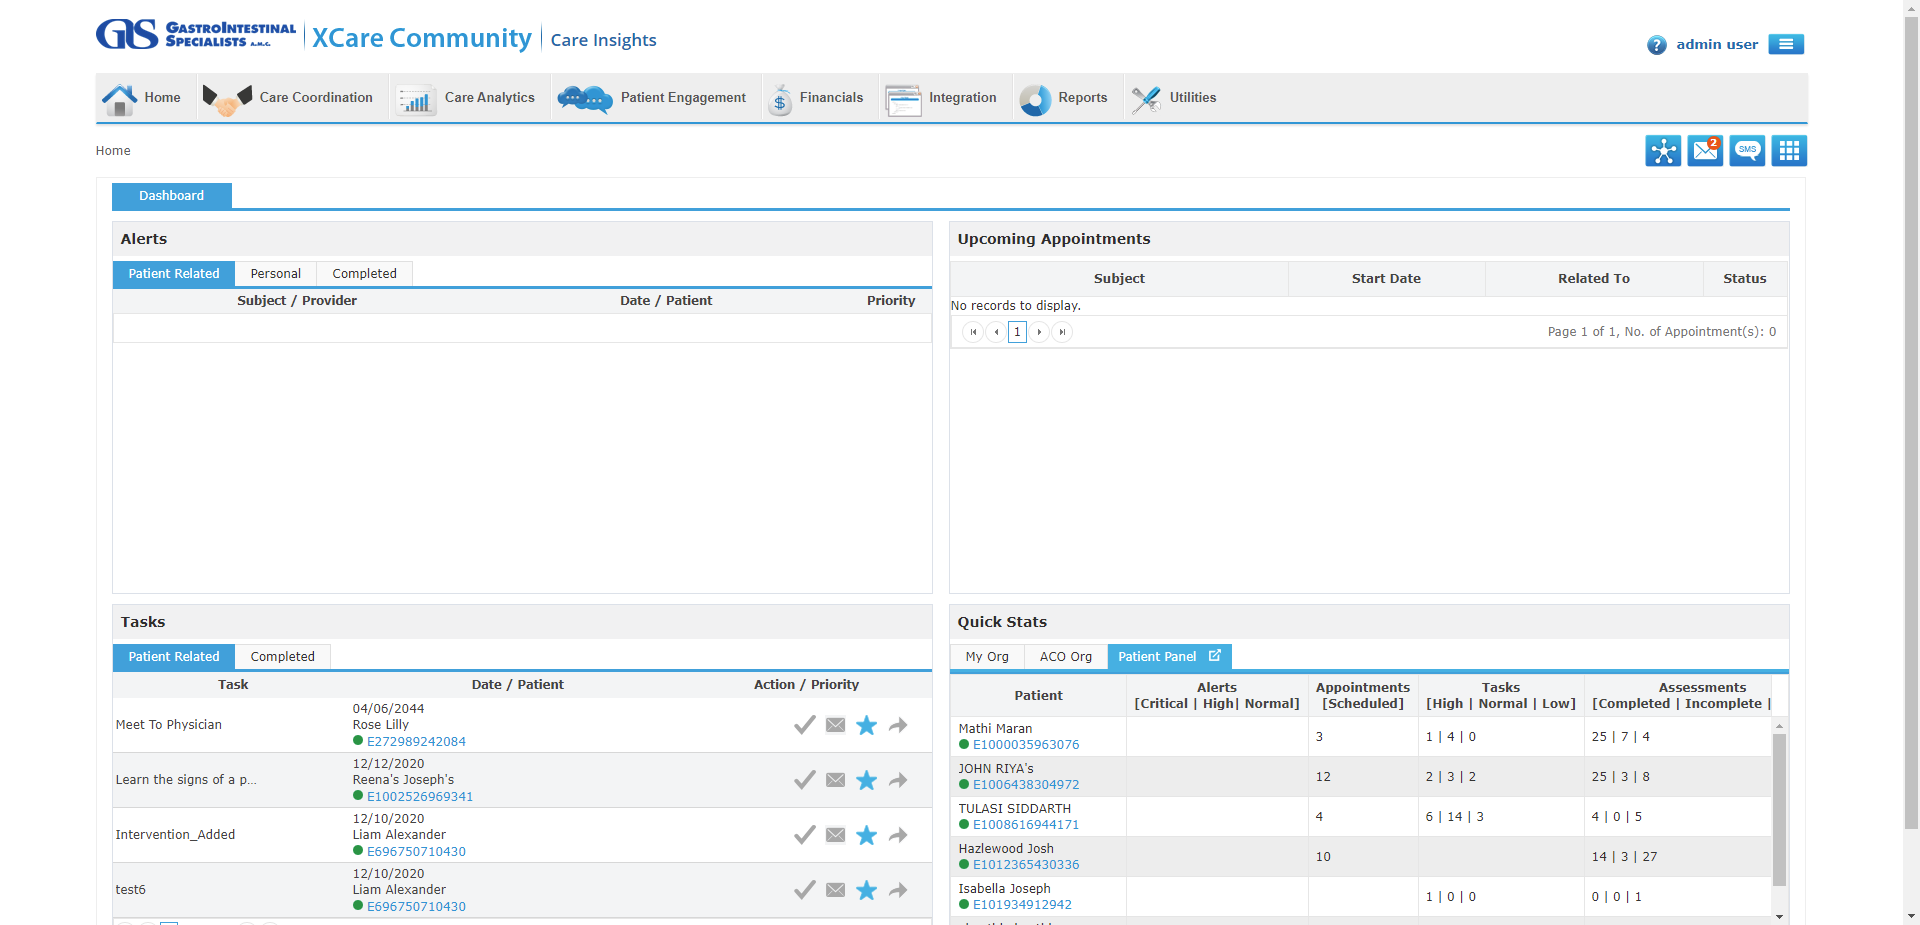 GIS GASTROINTESTINAL SPECIALISTS A.M.C. XCare Community Care Insights
? admin user
Home Care Coordination Care Analytics Patient Engagement Financials Integration Reports Utilities
Home
2 SMS
Dashboard
Alerts
Patient Related Personal Completed
Subject / Provider Date / Patient Priority
Upcoming Appointments
Subject Start Date Related To Status
No records to display.
1 Page 1 of 1, No. of Appointment(s): 0
Tasks
Patient Related Completed
Task Date / Patient Action / Priority
Meet To Physician
04/06/2044
Rose Lilly
E272989242084
Learn the signs of a p...
12/12/2020
Reena's Joseph's
E1002526969341
Intervention_Added
12/10/2020
Liam Alexander
E696750710430
test6
12/10/2020
Liam Alexander
E696750710430
Quick Stats
My Org ACO Org Patient Panel
Patient
Alerts
[Critical | High| Normal]
Appointments
[Scheduled]
Tasks
[High | Normal | Low]
Assessments
[Completed | Incomplete |
Mathi Maran
E1000035963076
3 1 | 4 | 0 25 | 7 | 4
JOHN RIYA's
E1006438304972
12 2 | 3 | 2 25 | 3 | 8
TULASI SIDDARTH
E1008616944171
4 6 | 14 | 3 4 | 0 | 5
Hazlewood Josh
E1012365430336
10 14 | 3 | 27
Isabella Joseph
E101934912942
1 | 0 | 0 0 | 0 | 1